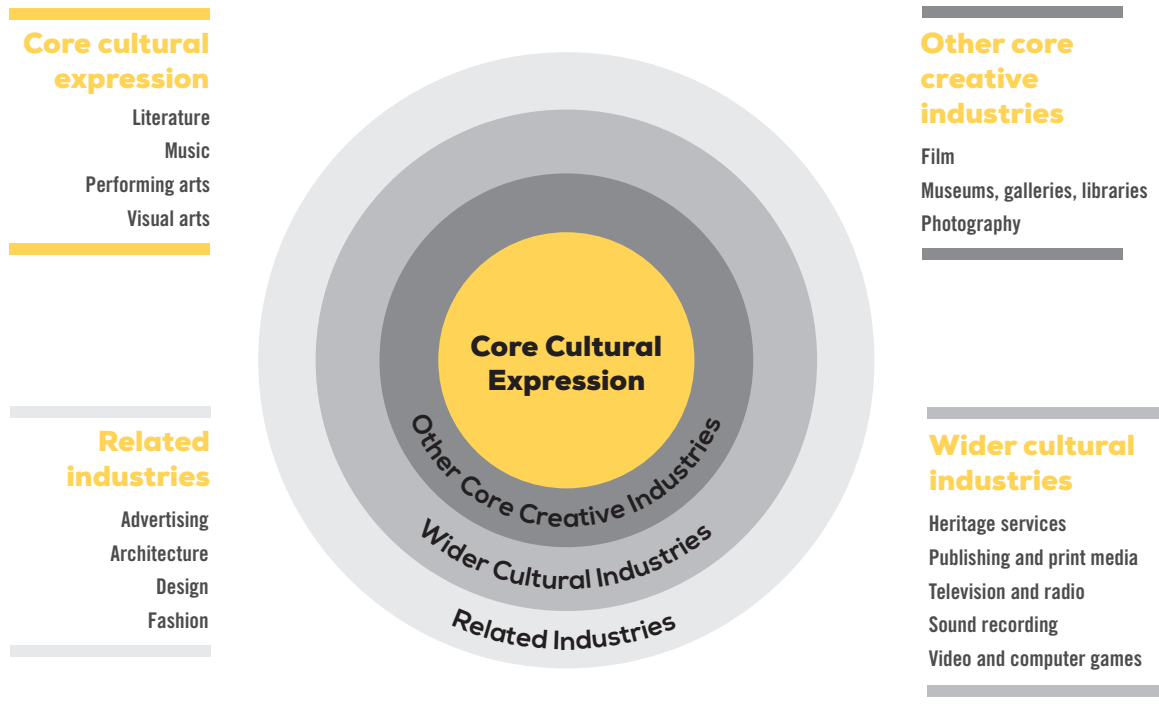 Core cultural
expression
Literature
Music
Performing arts
Visual arts
Other core
creative
industries
Film
Museums, galleries, libraries
Photography
Core Cultural
Expression
Other Core Creative Industries
Wider Cultural Industries
Related Industries
Related
industries
Advertising
Architecture
Design
Fashion
Wider cultural
industries
Heritage services
Publishing and print media
Television and radio
Sound recording
Video and computer games